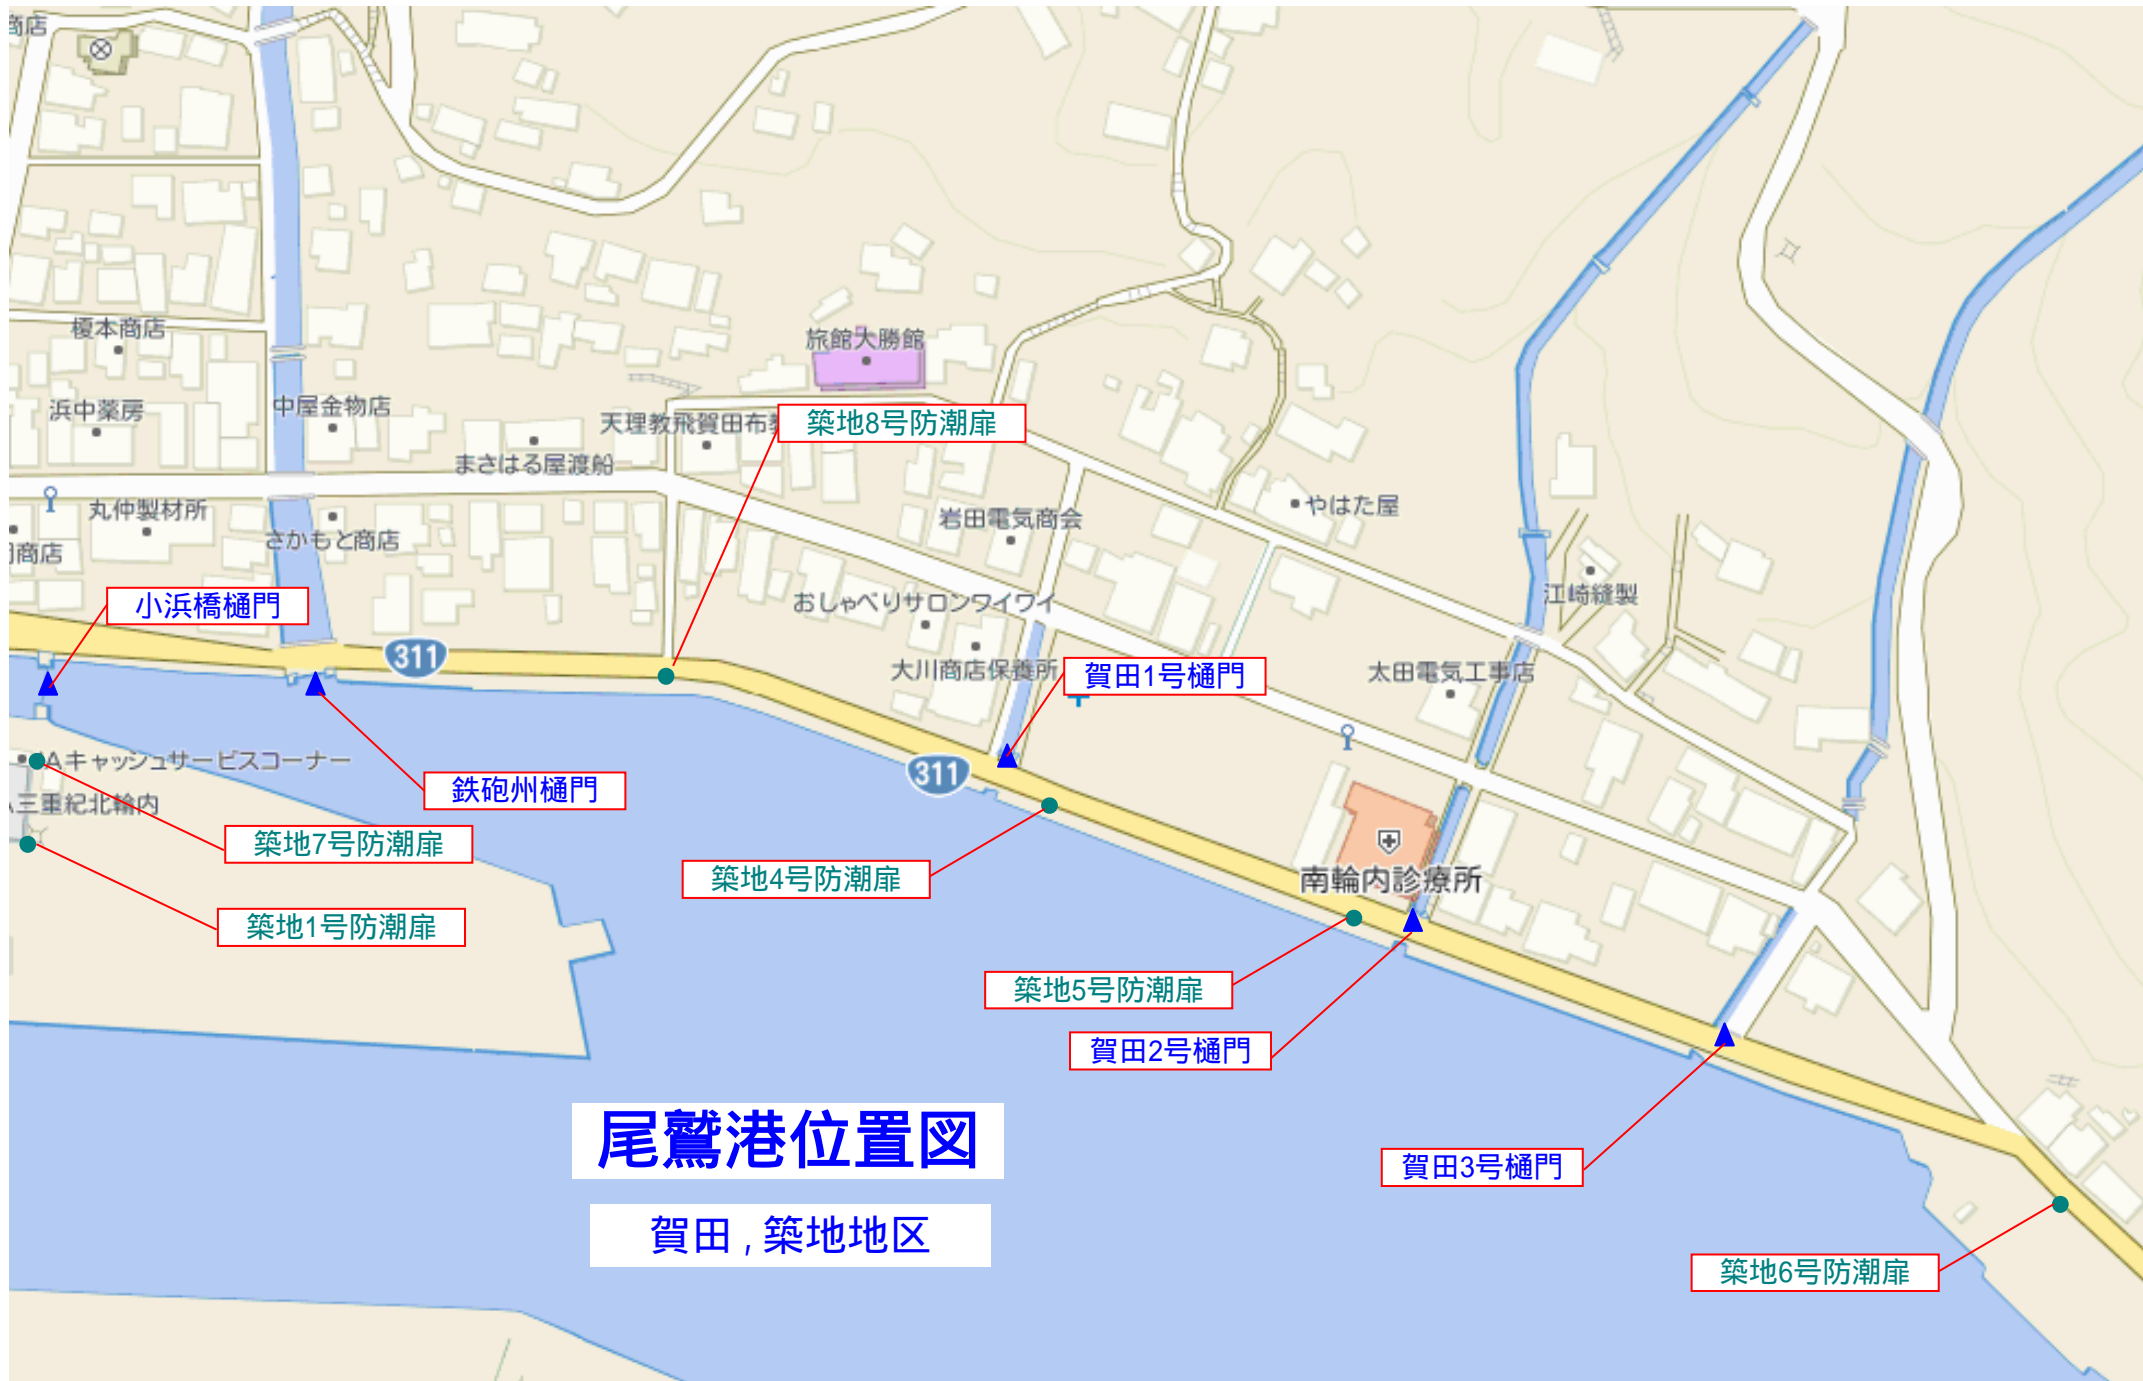 商店
榎本商店
旅館大勝館
浜中薬房
中屋金物店
天理教飛賀田布教
築地8号防潮扉
まさはる屋渡船
丸仲製材所
さかもと商店
岩田電気商会
やはた屋
商店
小浜橋樋門
おしゃべりサロンワイワイ
江崎縫製
311
大川商店保養所
賀田1号樋門
太田電気工事店
Aキャッシュサービスコーナー
311
鉄砲州樋門
三重紀北輪内
築地7号防潮扉
築地4号防潮扉
南輪内診療所
築地1号防潮扉
築地5号防潮扉
賀田2号樋門
尾鷲港位置図
賀田3号樋門
賀田,築地地区
築地6号防潮扉